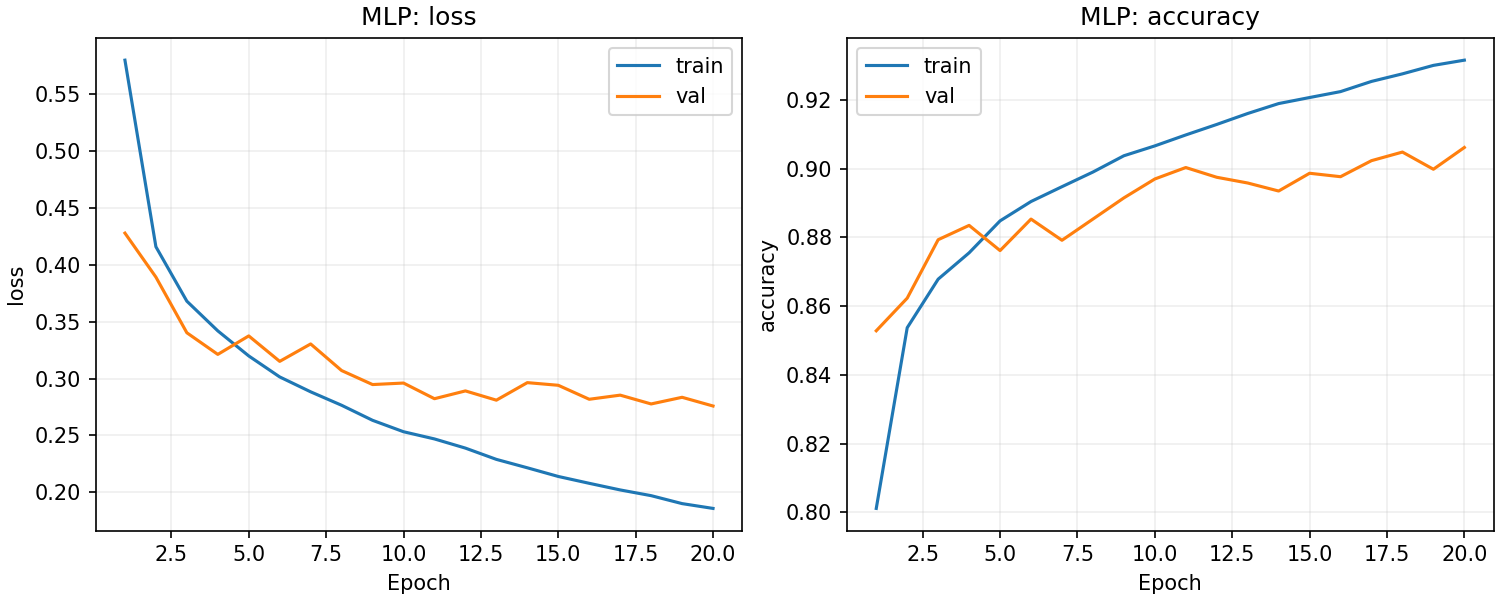 MLP: loss
train
val
0.55
0.50
0.45
0.40
0.35
0.30
0.25
0.20
loss
2.5 5.0 7.5 10.0 12.5 15.0 17.5 20.0
Epoch
MLP: accuracy
train
val
0.92
0.90
0.88
0.86
0.84
0.82
0.80
accuracy
2.5 5.0 7.5 10.0 12.5 15.0 17.5 20.0
Epoch